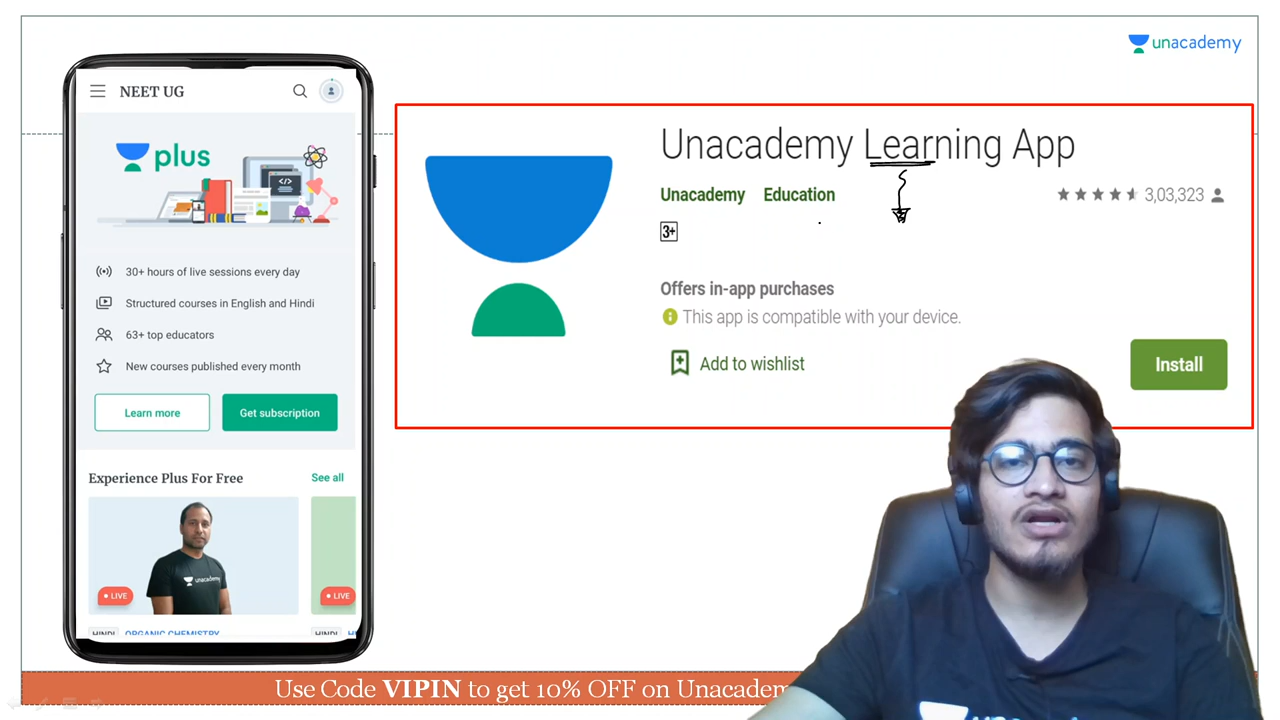 unacademy
NEET UG
plus
30+ hours of live sessions every day
Structured courses in English and Hindi
63+ top educators
New courses published every month
Learn more
Get subscription
Experience Plus For Free
See all
unacademy
LIVE
LIVE
HINDI ORGANIC CHEMISTRY
HINDI
Unacademy Learning App
Unacademy Education
3,03,323
3+
Offers in-app purchases
This app is compatible with your device.
Add to wishlist
Install
Use Code VIPIN to get 10% OFF on